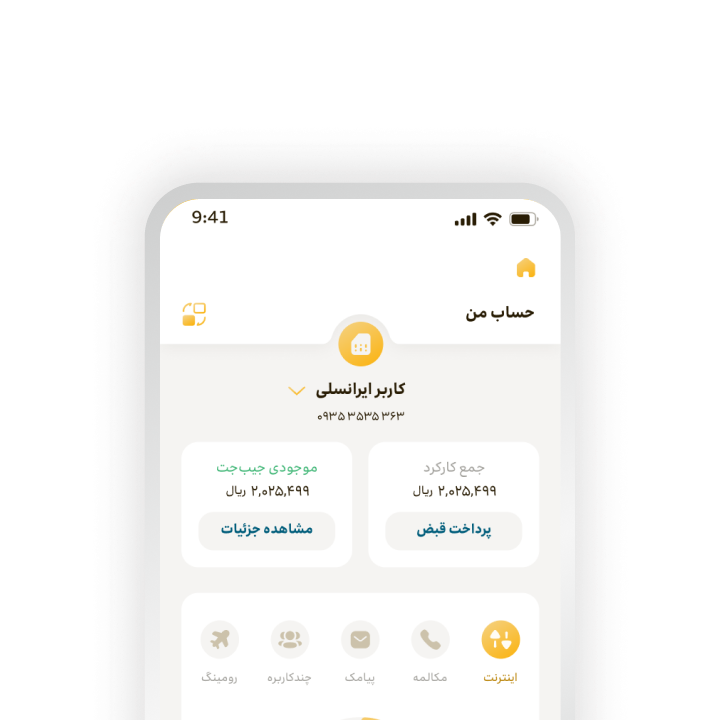 9:41
حساب من
کاربر ایرانسلی
۰۹۳۵ ۳۵۳۵ ۳۶۳
جمع کارکرد
۲,۰۲۵,۴۹۹ ریال
پرداخت قبض
موجودی جیب‌جت
۲,۰۲۵,۴۹۹ ریال
مشاهده جزئیات
اینترنت
مکالمه
پیامک
چندکاربره
رومینگ